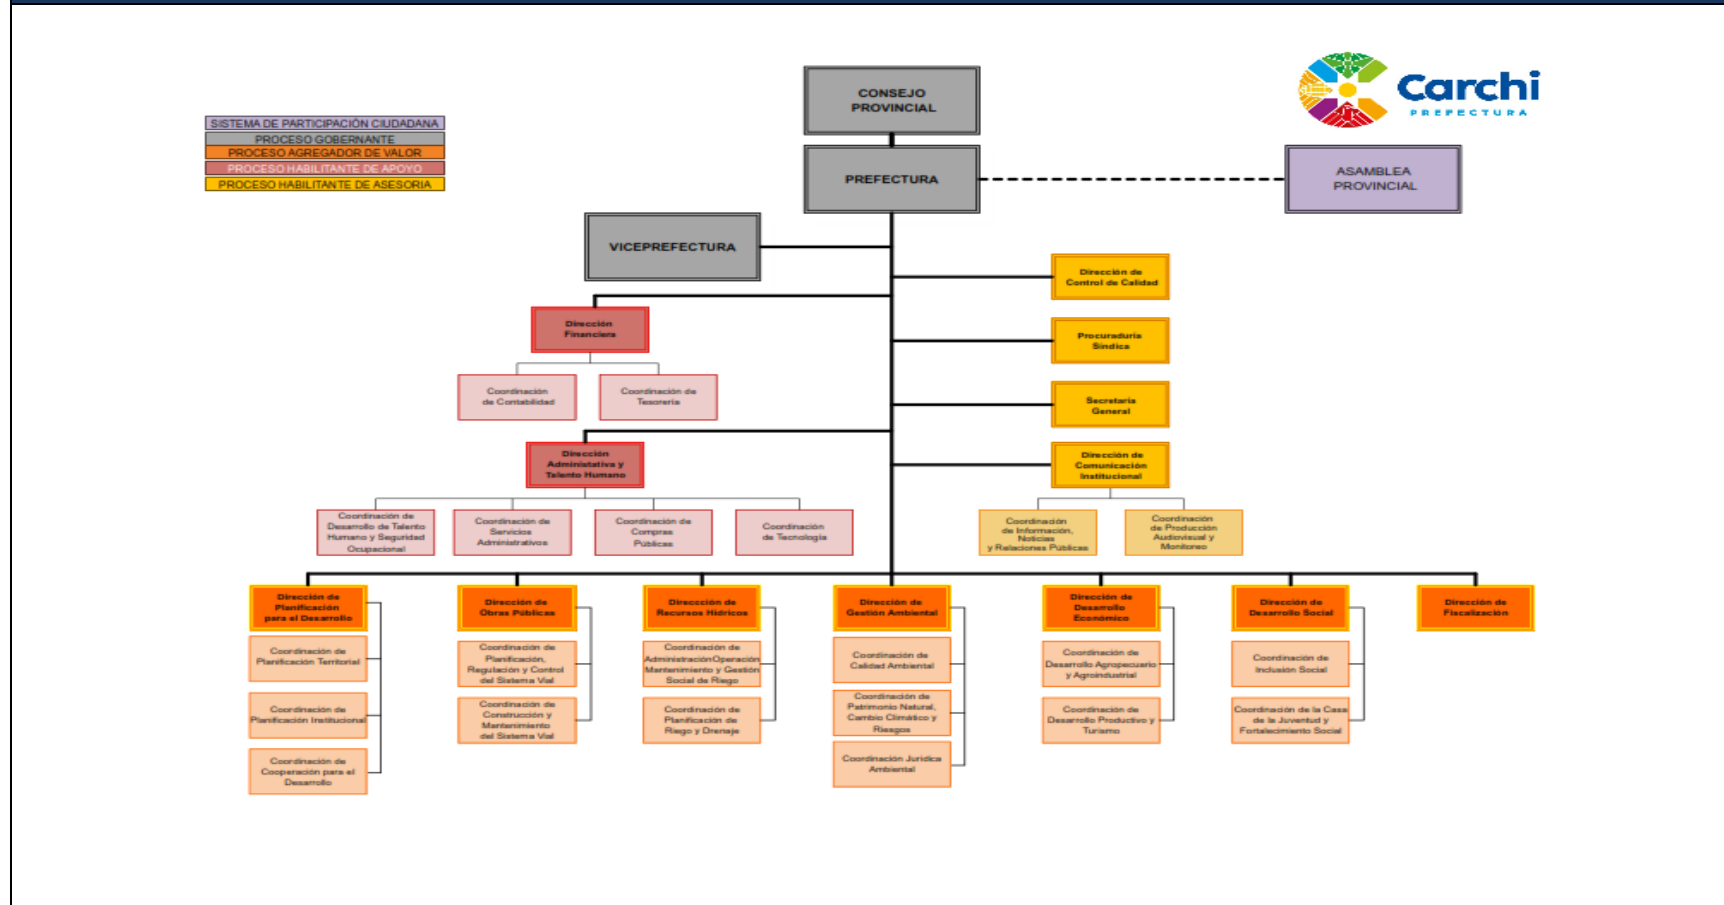 CONSEJO
PROVINCIAL
Carchi
PREFECTURA
SISTEMA DE PARTICIPACIÓN CIUDADANA
PROCESO GOBERNANTE
PROCESO AGREGADOR DE VALOR
PROCESO HABILITANTE DE APOYO
PROCESO HABILITANTE DE ASESORIA
PREFECTURA
ASAMBLEA
PROVINCIAL
VICEPREFECTURA
Dirección de
Control de Calidad
Dirección
Financiera
Procuraduría
Síndica
Coordinación
de Contabilidad
Coordinación de
Tesorería
Secretaría
General
Dirección
Administativa y
Talento Humano
Dirección de
Comunicación
Institucional
Coordinación de
Desarrollo de Talento
Humano y Seguridad
Ocupacional
Coordinación de
Servicios
Administrativos
Coordinación de
Compras
Públicas
Coordinación
de Tecnología
Coordinación
de Información,
Noticias
y Relaciones Públicas
Coordinación
de Producción
Audiovisual y
Monitoreo
Dirección de
Planificación
para el Desarrollo
Dirección de
Obras Públicas
Direccción de
Recursos Hídricos
Dirección de
Gestión Ambiental
Dirección de
Desarrollo
Económico
Dirección de
Desarrollo Social
Dirección de
Fiscalización
Coordinación de
Planificación Territorial
Coordinación de
Planificación,
Regulación y Control
del Sistema Vial
Coordinación de
Administración Operación
Mantenimiento y Gestión
Social de Riego
Coordinación de
Calidad Ambiental
Coordinación de
Desarrollo Agropecuario
y Agroindustrial
Coordinación de
Inclusión Social
Coordinación de
Planificación Institucional
Coordinación de
Construcción y
Mantenimiento
del Sistema Vial
Coordinación de
Planificación de
Riego y Drenaje
Coordinación de
Patrimonio Natural,
Cambio Climático y
Riesgos
Coordinación de
Desarrollo Productivo y
Turismo
Coordinación de la Casa
de la Juventud y
Fortalecimiento Social
Coordinación de
Cooperación para el
Desarrollo
Coordinación Jurídica
Ambiental